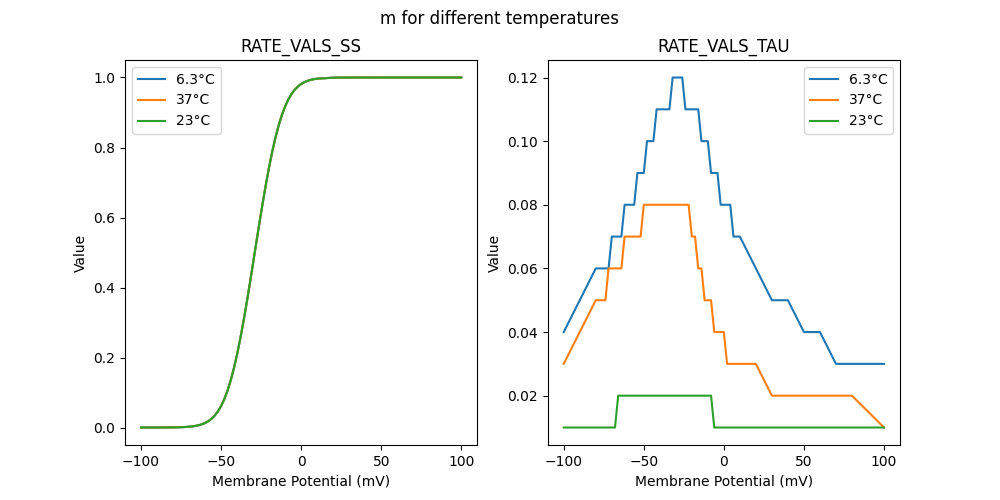 m for different temperatures
RATE_VALS_SS
RATE_VALS_TAU
6.3°C
37°C
23°C
6.3°C
37°C
23°C
1.0
0.8
0.6
0.4
0.2
0.0
Value
−100
−50
0
50
100
Membrane Potential (mV)
0.12
0.10
0.08
0.06
0.04
0.02
Value
−100
−50
0
50
100
Membrane Potential (mV)